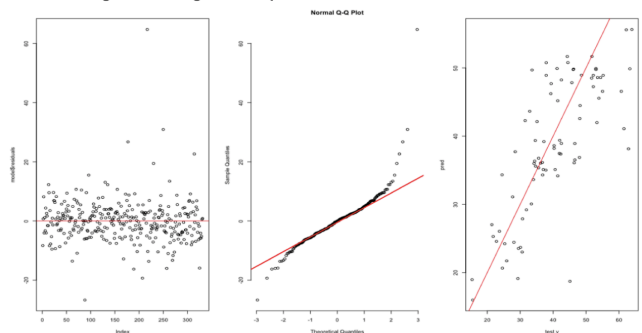 Normal Q-Q Plot
60
40
20
0
-20
model$residuals
0 50 100 150 200 250 300
Index
60
40
20
0
-20
Sample Quantiles
-3 -2 -1 0 1 2 3
Theoretical Quantiles
50
40
30
20
pred
20 30 40 50 60
test.y